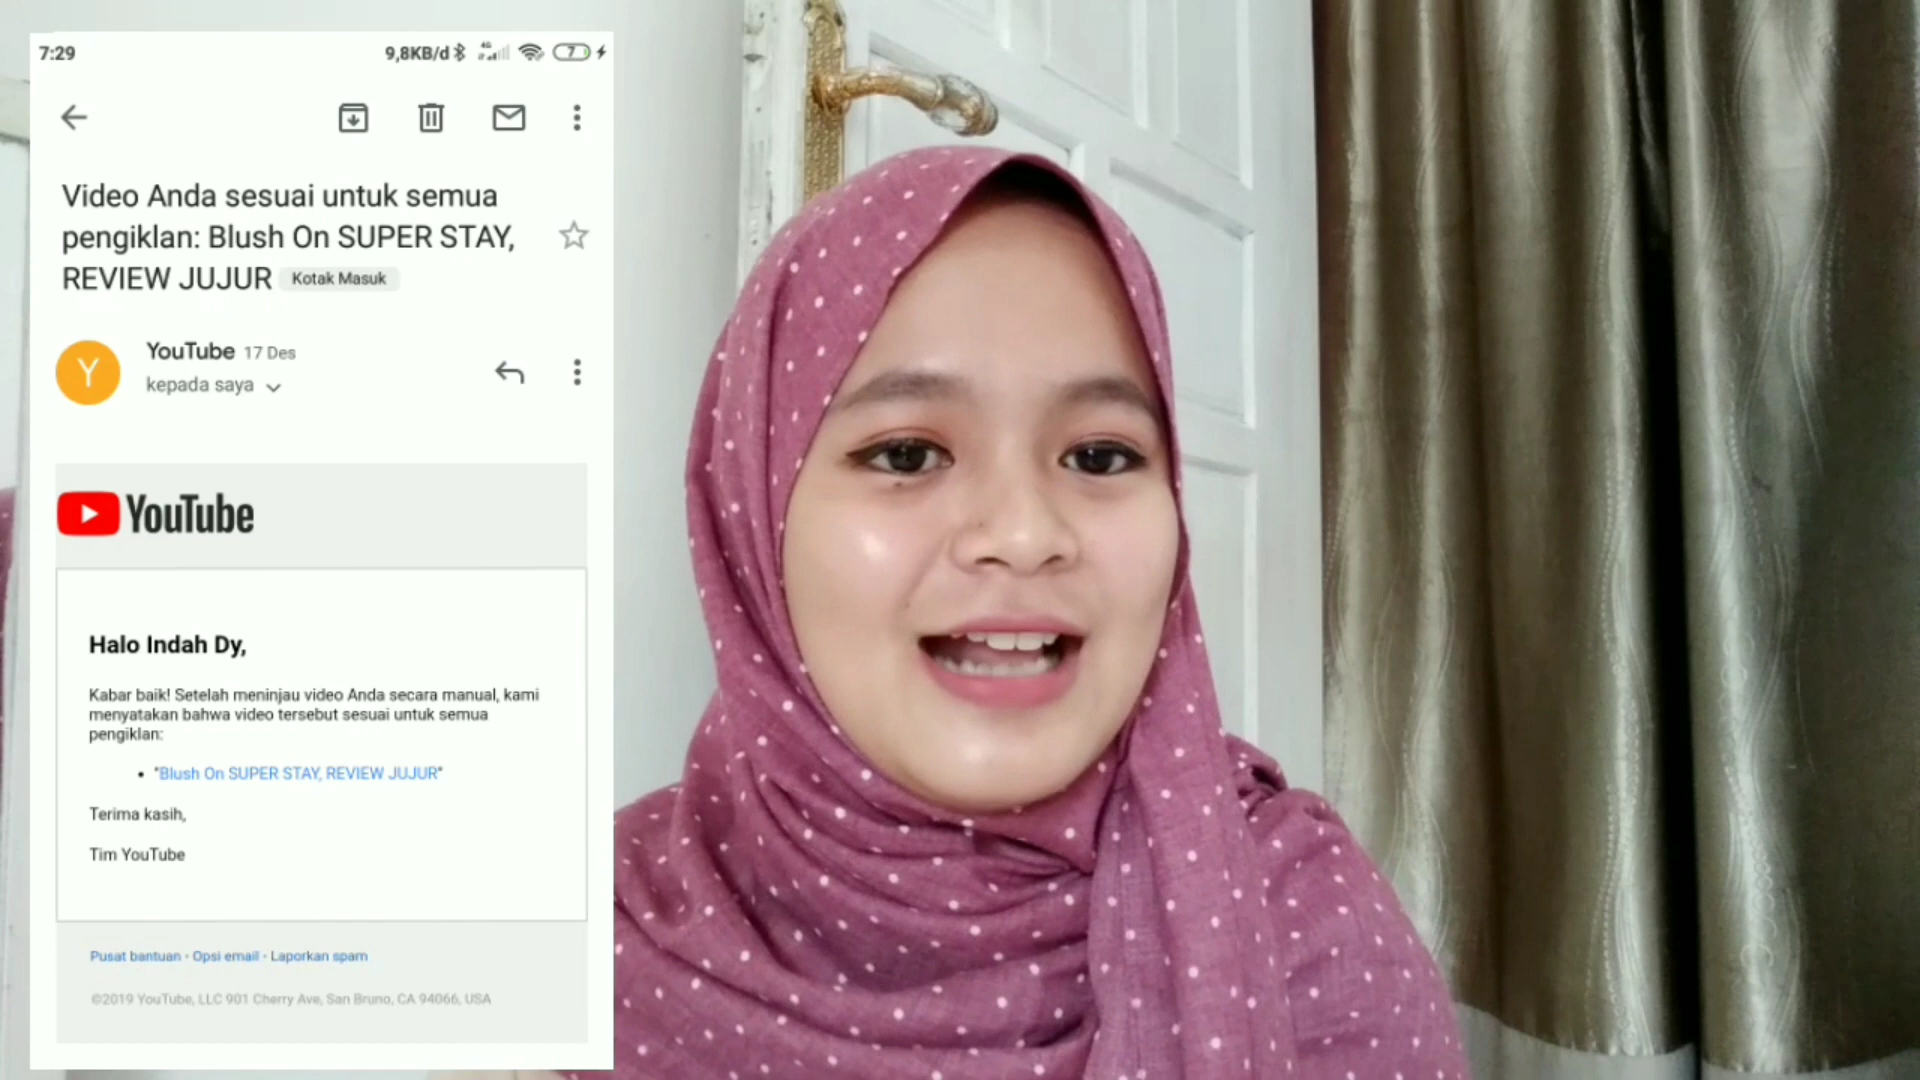 7:29
9,8KB/d
4G
7
Video Anda sesuai untuk semua
pengiklan: Blush On SUPER STAY,
REVIEW JUJUR Kotak Masuk
Y
YouTube 17 Des
kepada saya
YouTube
Halo Indah Dy,
Kabar baik! Setelah meninjau video Anda secara manual, kami
menyatakan bahwa video tersebut sesuai untuk semua
pengiklan:
• "Blush On SUPER STAY, REVIEW JUJUR"
Terima kasih,
Tim YouTube
Pusat bantuan • Opsi email • Laporkan spam
©2019 YouTube, LLC 901 Cherry Ave, San Bruno, CA 94066, USA